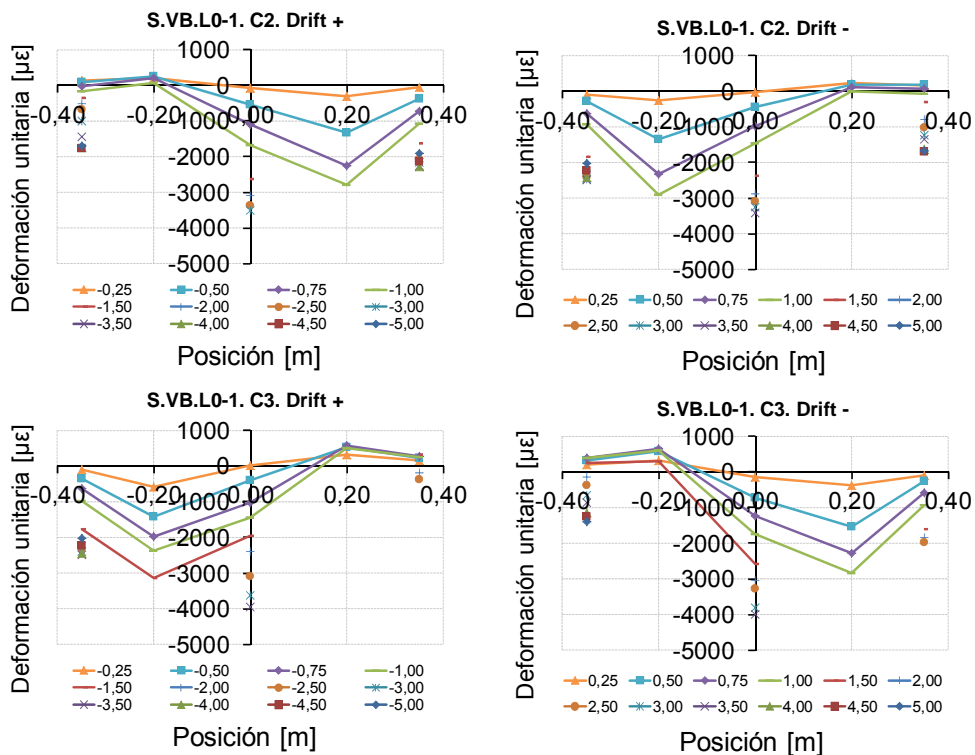 S.VB.L0-1. C2. Drift +
Deformación unitaria [µε]
1000
0
-1000
-2000
-3000
-4000
-5000
-0,40 -0,20 0,00 0,20 0,40
-0,25 -0,50 -0,75 -1,00
-1,50 -2,00 -2,50 -3,00
-3,50 -4,00 -4,50 -5,00
Posición [m]
S.VB.L0-1. C2. Drift -
Deformación unitaria [µε]
1000
0
-1000
-2000
-3000
-4000
-5000
-0,40 -0,20 0,00 0,20 0,40
0,25 0,50 0,75 1,00 1,50 2,00
2,50 3,00 3,50 4,00 4,50 5,00
Posición [m]
S.VB.L0-1. C3. Drift +
Deformación unitaria [µε]
1000
0
-1000
-2000
-3000
-4000
-5000
-0,40 -0,20 0,00 0,20 0,40
-0,25 -0,50 -0,75 -1,00
-1,50 -2,00 -2,50 -3,00
-3,50 -4,00 -4,50 -5,00
Posición [m]
S.VB.L0-1. C3. Drift -
Deformación unitaria [µε]
1000
0
-1000
-2000
-3000
-4000
-5000
-0,40 -0,20 0,00 0,20 0,40
0,25 0,50 0,75 1,00 1,50 2,00
2,50 3,00 3,50 4,00 4,50 5,00
Posición [m]